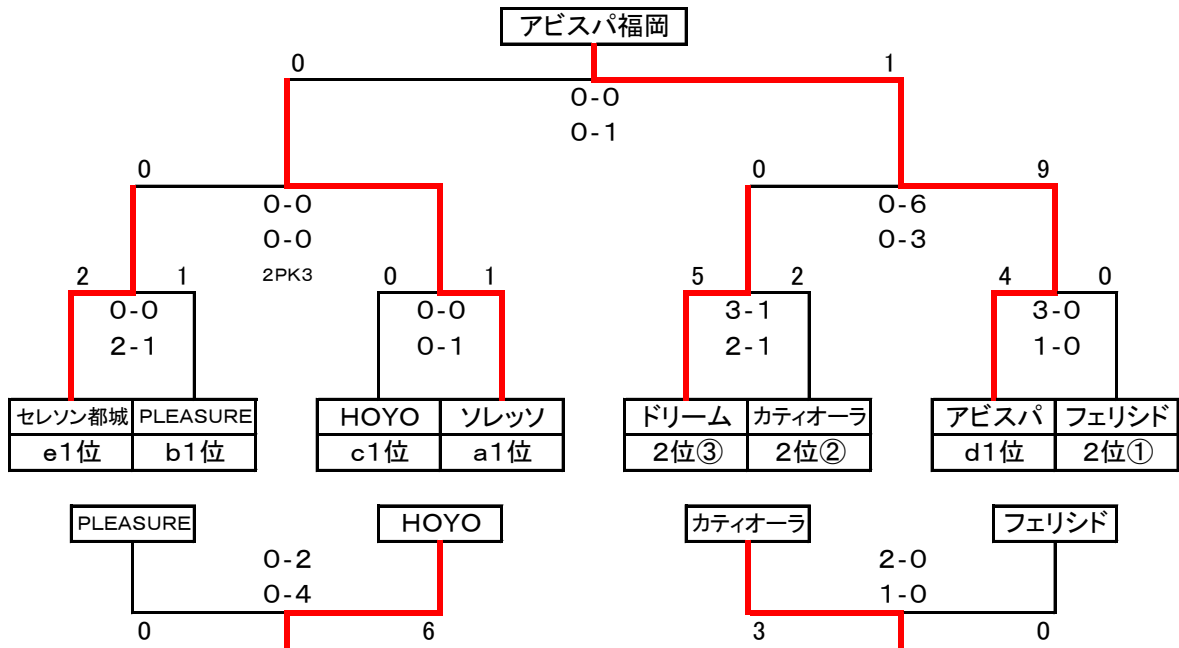 アビスパ福岡
0 1
0-0
0-1
0 0 9
0-0 0-6
0-0 0-3
2PK3
2 1 0 1 5 2 4 0
0-0 0-0 3-1 3-0
2-1 0-1 2-1 1-0
セレソン都城 PLEASURE HOYO ソレッソ ドリーム カティオーラ アビスパ フェリシド
e1位 b1位 c1位 a1位 2位③ 2位② d1位 2位①
PLEASURE HOYO カティオーラ フェリシド
0-2 2-0
0-4 1-0
0 6 3 0